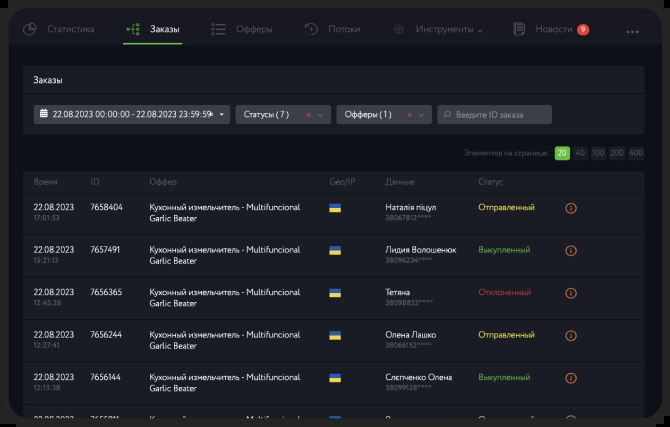 Статистика
Заказы
Офферы
Потоки
Инструменты
Новости 9
Заказы
22.08.2023 00:00:00 - 22.08.2023 23:59:59
Статусы ( 7 ) ×
Офферы ( 1 ) ×
Введите ID заказа
Элементов на странице: 20 40 100 200 400
Время ID Оффер Geo/IP Данные Статус
22.08.2023 7658404 Кухонный измельчитель - Multifuncional Наталія піцул Отправленный
17:01:53 Garlic Beater 38067812****
22.08.2023 7657491 Кухонный измельчитель - Multifuncional Лидия Волошенюк Выкупленный
15:21:13 Garlic Beater 38096234****
22.08.2023 7656365 Кухонный измельчитель - Multifuncional Тетяна Отклоненный
12:45:26 Garlic Beater 38098852****
22.08.2023 7656244 Кухонный измельчитель - Multifuncional Олена Лашко Отправленный
12:27:41 Garlic Beater 38066152****
22.08.2023 7656144 Кухонный измельчитель - Multifuncional Слєпченко Олена Выкупленный
12:13:38 Garlic Beater 38099128****